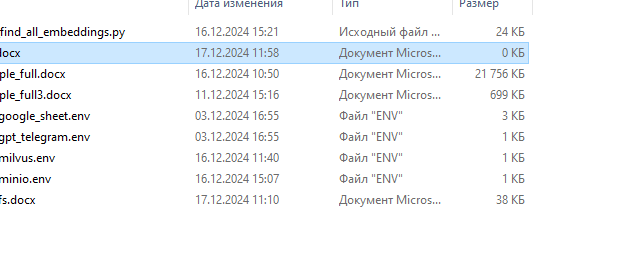 Дата изменения Тип Размер
find_all_embeddings.py 16.12.2024 15:21 Исходный файл ... 24 КБ
docx 17.12.2024 11:58 Документ Micros... 0 КБ
ple_full.docx 16.12.2024 10:50 Документ Micros... 21 756 КБ
ple_full3.docx 11.12.2024 15:16 Документ Micros... 699 КБ
google_sheet.env 03.12.2024 16:55 Файл "ENV" 3 КБ
gpt_telegram.env 03.12.2024 16:55 Файл "ENV" 1 КБ
milvus.env 16.12.2024 11:40 Файл "ENV" 1 КБ
minio.env 16.12.2024 15:07 Файл "ENV" 1 КБ
fs.docx 17.12.2024 11:10 Документ Micros... 38 КБ